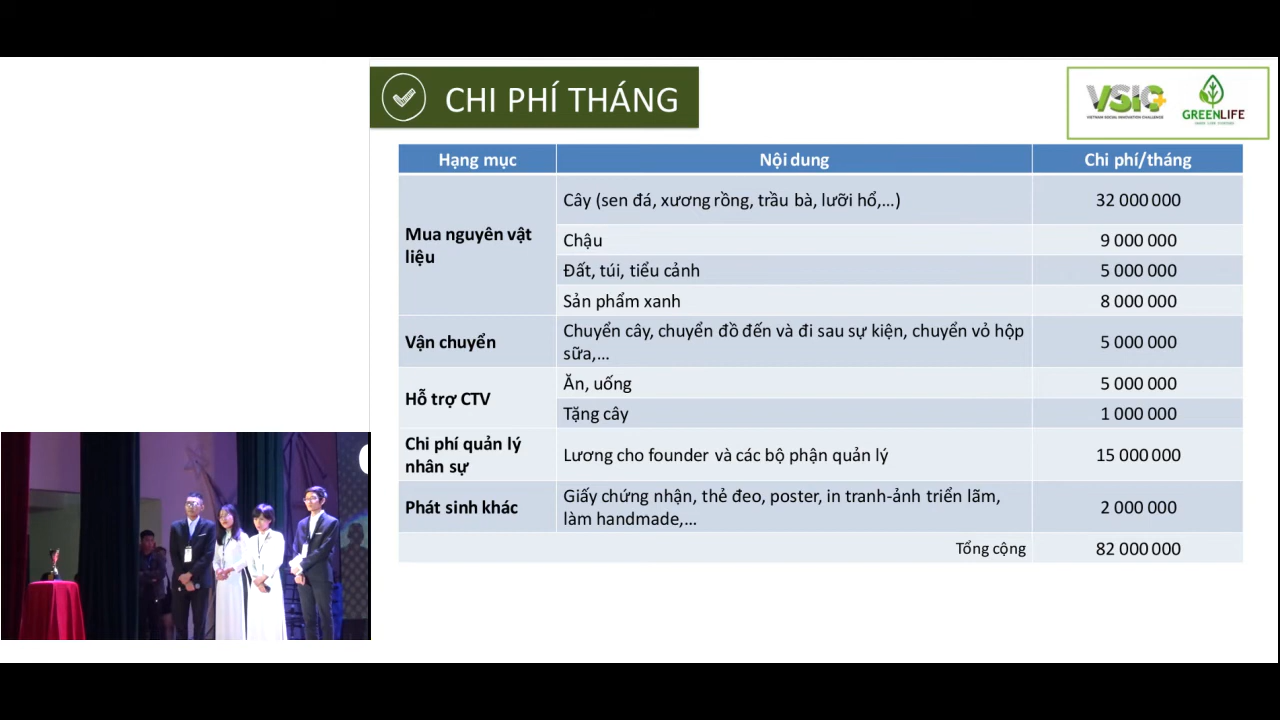 CHI PHÍ THÁNG
VSIC+
VIETNAM SOCIAL INNOVATION CHALLENGE
GREENLIFE
Hạng mục Nội dung Chi phí/tháng
Mua nguyên vật
liệu
Cây (sen đá, xương rồng, trầu bà, lưỡi hổ,...) 32 000 000
Chậu 9 000 000
Đất, túi, tiểu cảnh 5 000 000
Sản phẩm xanh 8 000 000
Vận chuyển
Chuyển cây, chuyển đồ đến và đi sau sự kiện, chuyển vỏ hộp
sữa,... 5 000 000
Hỗ trợ CTV
Ăn, uống 5 000 000
Tặng cây 1 000 000
Chi phí quản lý
nhân sự
Lương cho founder và các bộ phận quản lý 15 000 000
Phát sinh khác
Giấy chứng nhận, thẻ đeo, poster, in tranh-ảnh triển lãm,
làm handmade,... 2 000 000
Tổng cộng 82 000 000